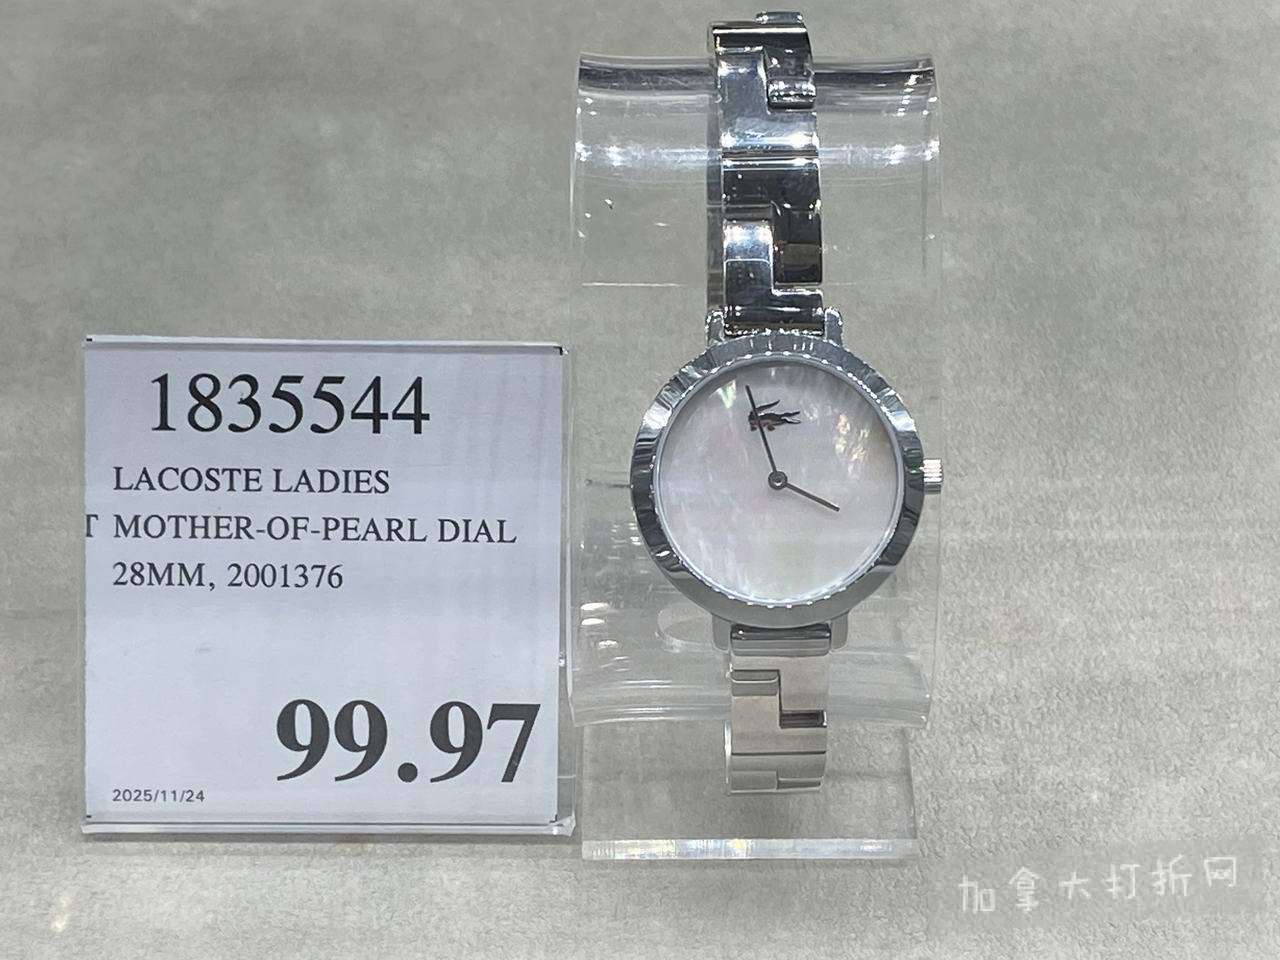 1835544
LACOSTE LADIES
T MOTHER-OF-PEARL DIAL
28MM, 2001376
99.97
2025/11/24
加拿大打折网